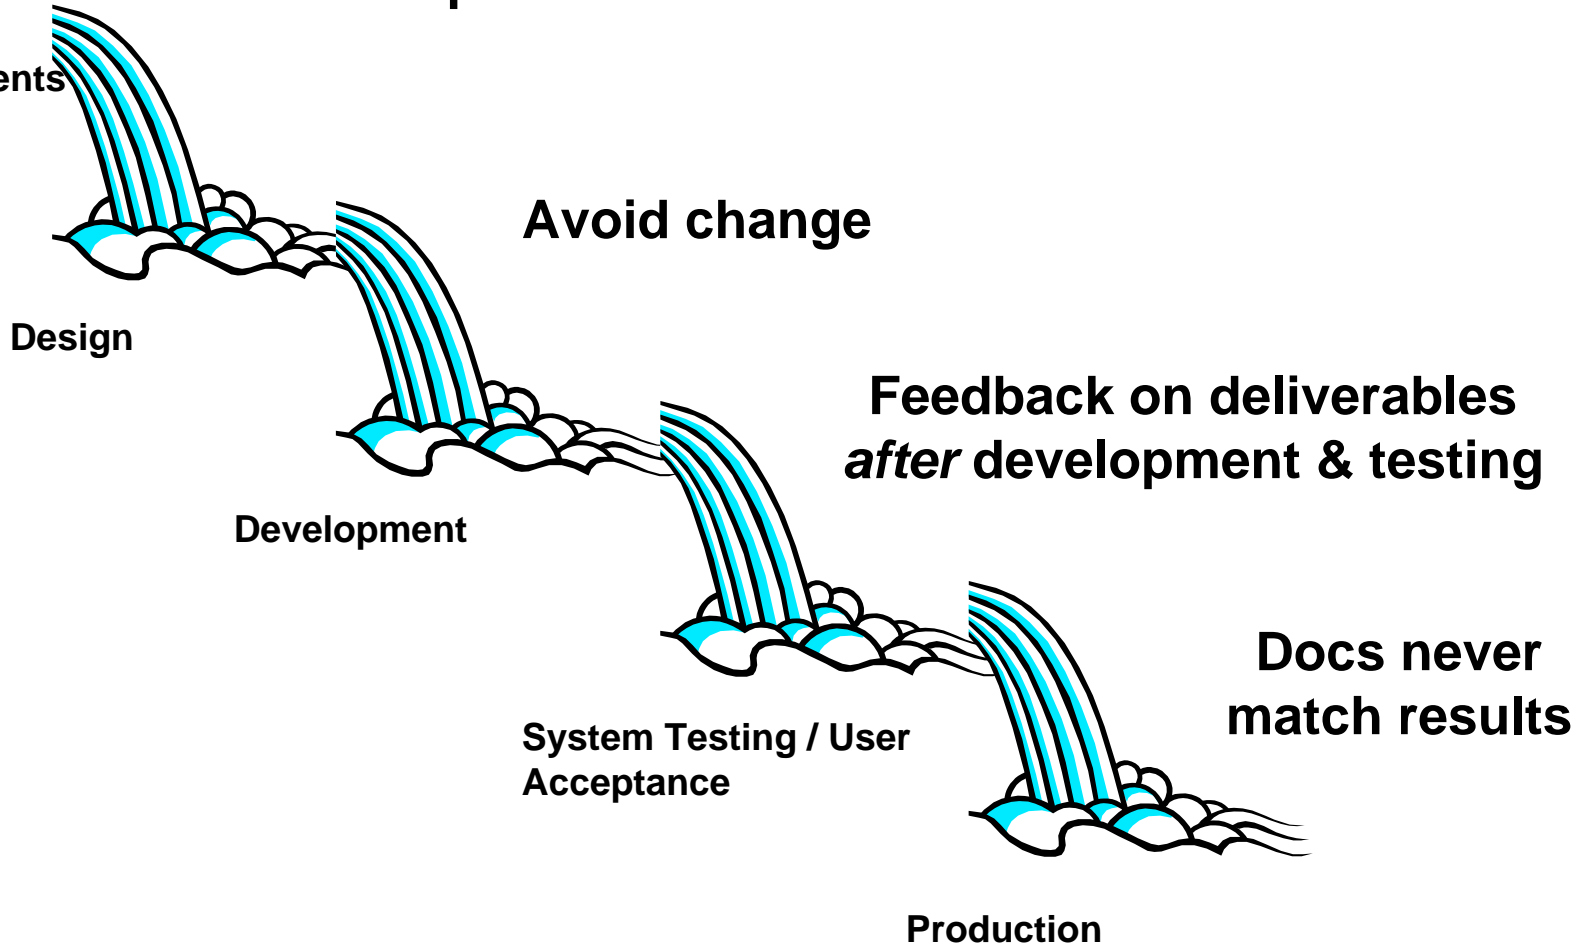 ents
Avoid change
Design
Feedback on deliverables
after development & testing
Development
Docs never
match results
System Testing / User
Acceptance
Production